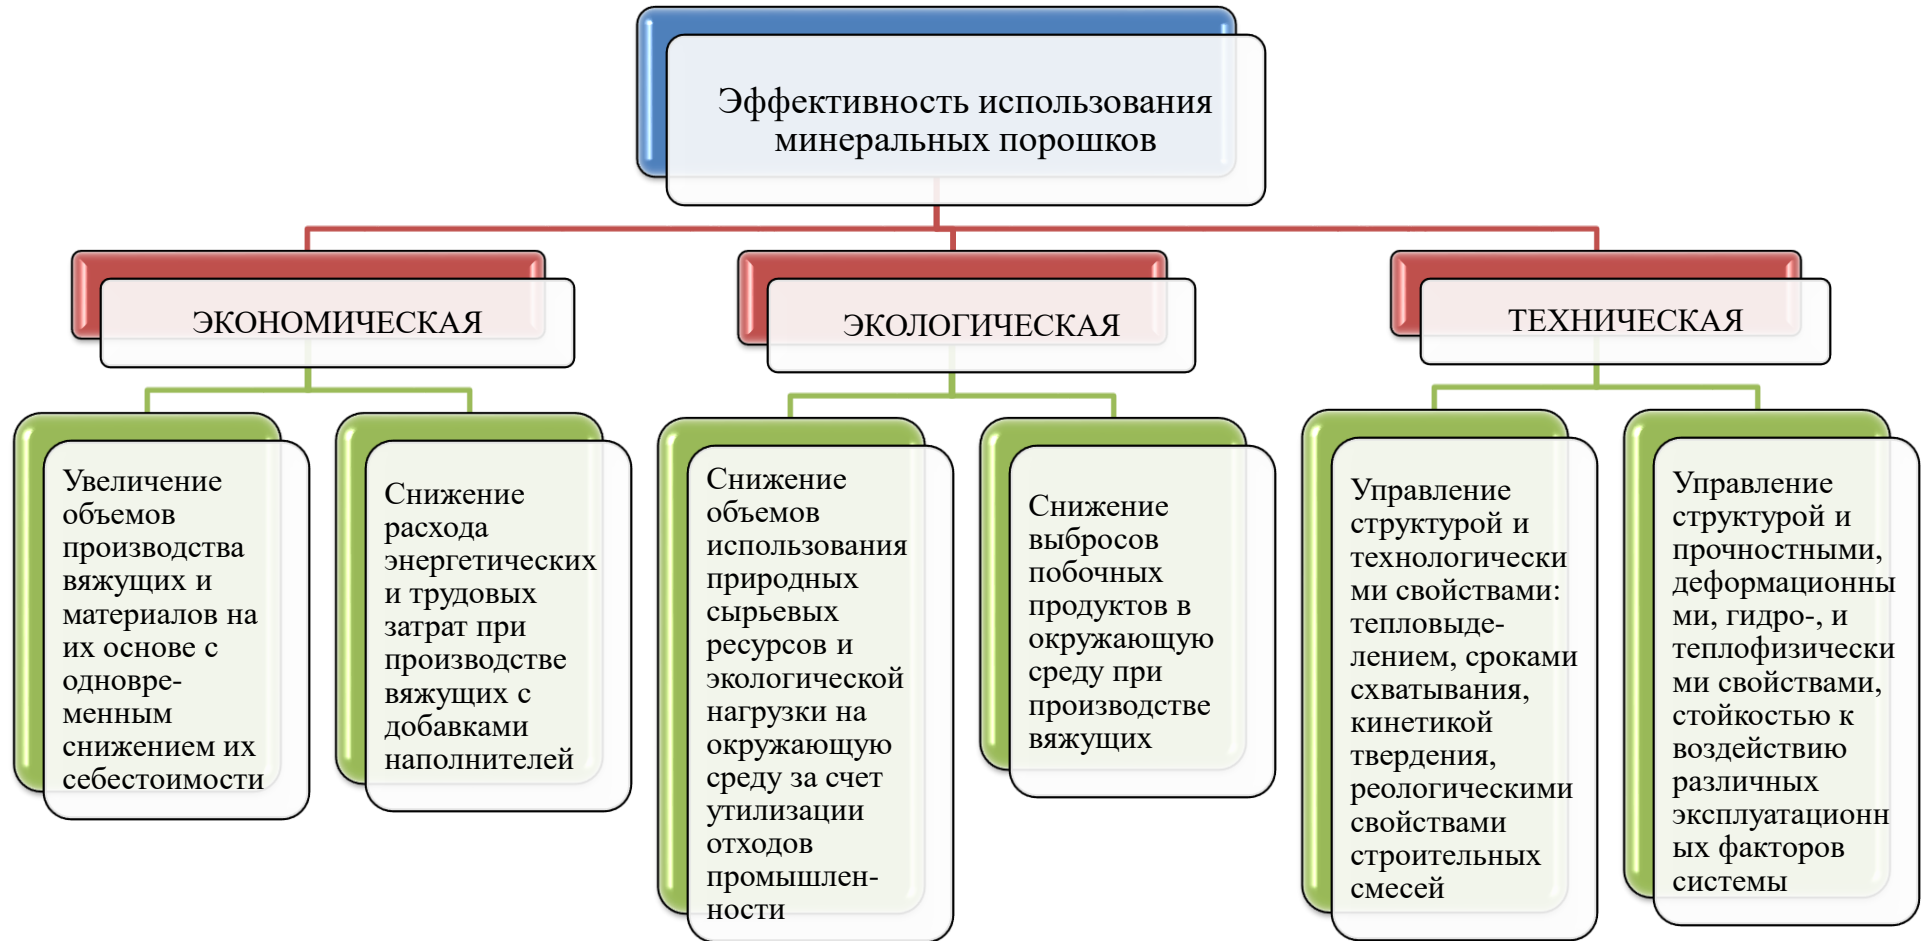 Эффективность использования
минеральных порошков
ЭКОНОМИЧЕСКАЯ
ЭКОЛОГИЧЕСКАЯ
ТЕХНИЧЕСКАЯ
Увеличение
объемов
производства
вяжущих и
материалов на
их основе с
одновре-
менным
снижением их
себестоимости
Снижение
расхода
энергетических
и трудовых
затрат при
производстве
вяжущих с
добавками
наполнителей
Снижение
объемов
использования
природных
сырьевых
ресурсов и
экологической
нагрузки на
окружающую
среду за счет
утилизации
отходов
промышлен-
ности
Снижение
выбросов
побочных
продуктов в
окружающую
среду при
производстве
вяжущих
Управление
структурой и
технологически
ми свойствами:
тепловыде-
лением, сроками
схватывания,
кинетикой
твердения,
реологическими
свойствами
строительных
смесей
Управление
структурой и
прочностными,
деформационны
ми, гидро-, и
теплофизически
ми свойствами,
стойкостью к
воздействию
различных
эксплуатационн
ых факторов
системы